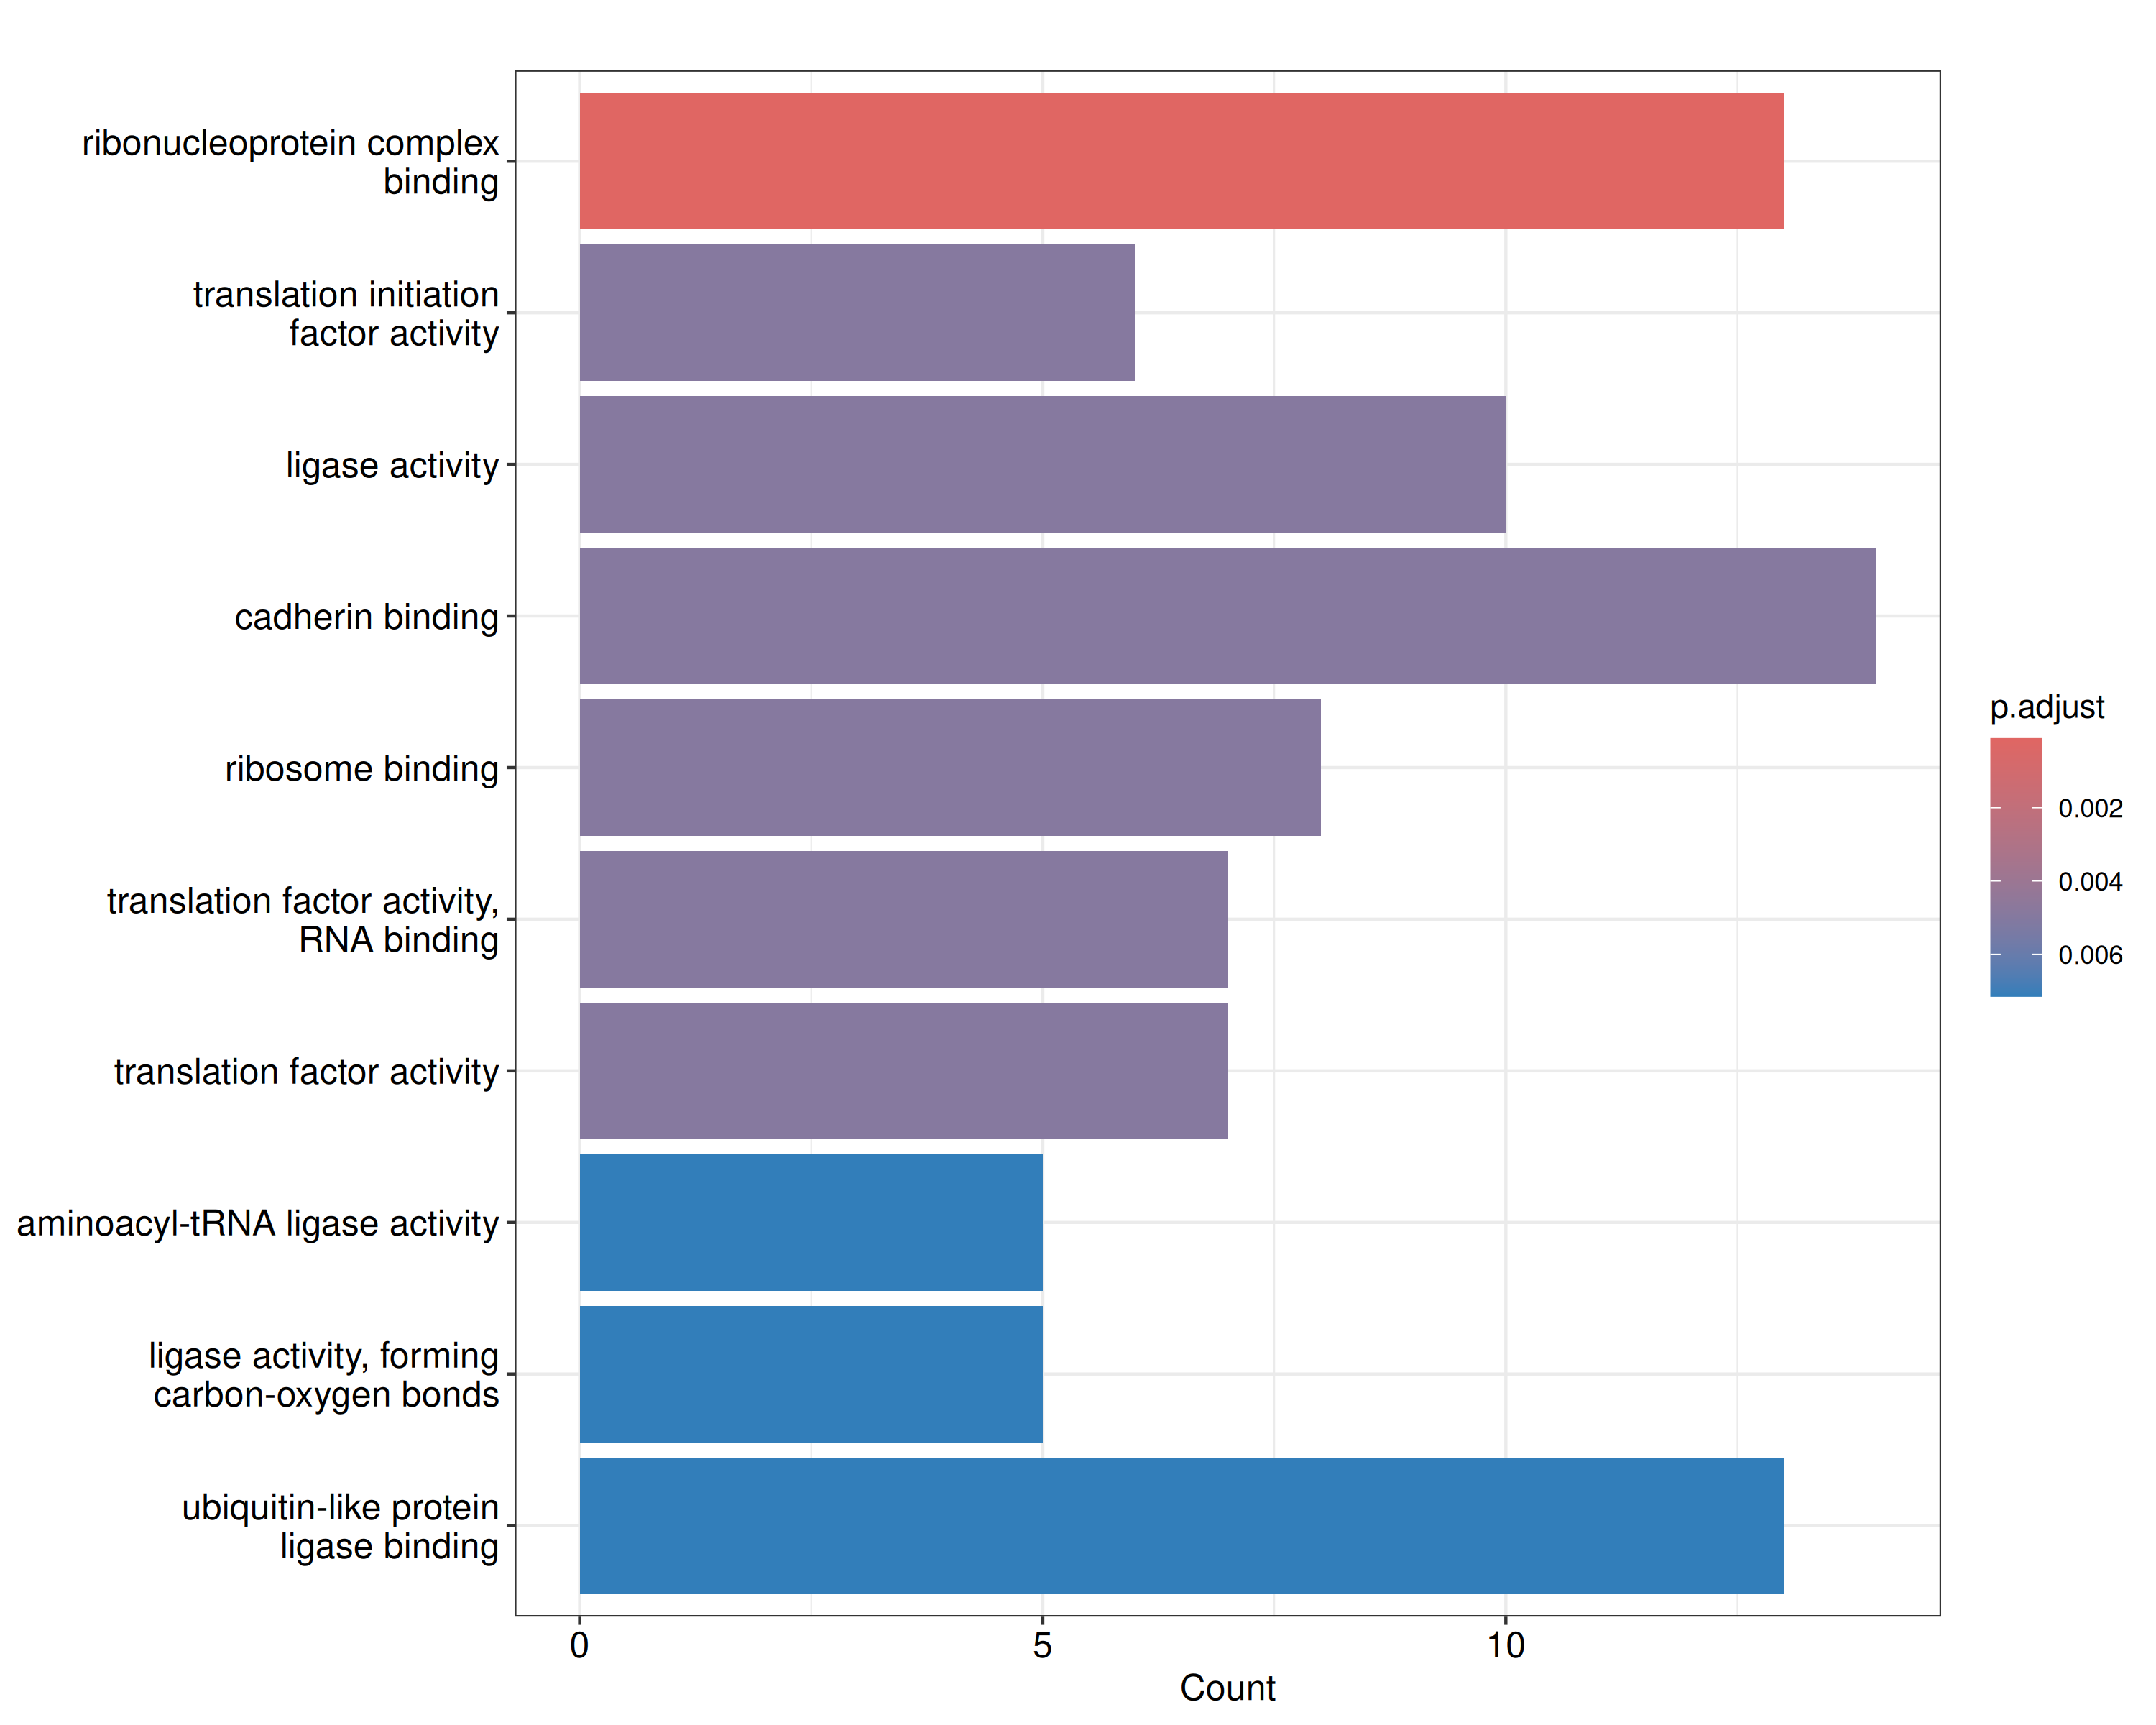 ribonucleoprotein complex
binding
translation initiation
factor activity
ligase activity
cadherin binding
ribosome binding
translation factor activity,
RNA binding
translation factor activity
aminoacyl-tRNA ligase activity
ligase activity, forming
carbon-oxygen bonds
ubiquitin-like protein
ligase binding
0 5 10
Count
p.adjust
0.002
0.004
0.006